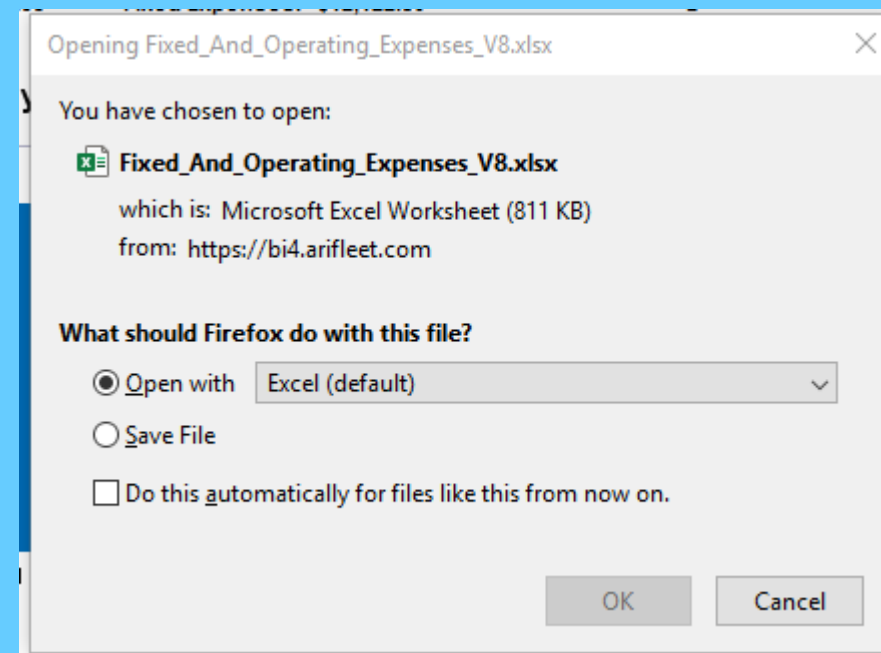 Opening Fixed_And_Operating_Expenses_V8.xlsx
You have chosen to open:
Fixed_And_Operating_Expenses_V8.xlsx
which is: Microsoft Excel Worksheet (811 KB)
from: https://bi4.arifleet.com
What should Firefox do with this file?
Open with Excel (default)
Save File
Do this automatically for files like this from now on.
OK Cancel